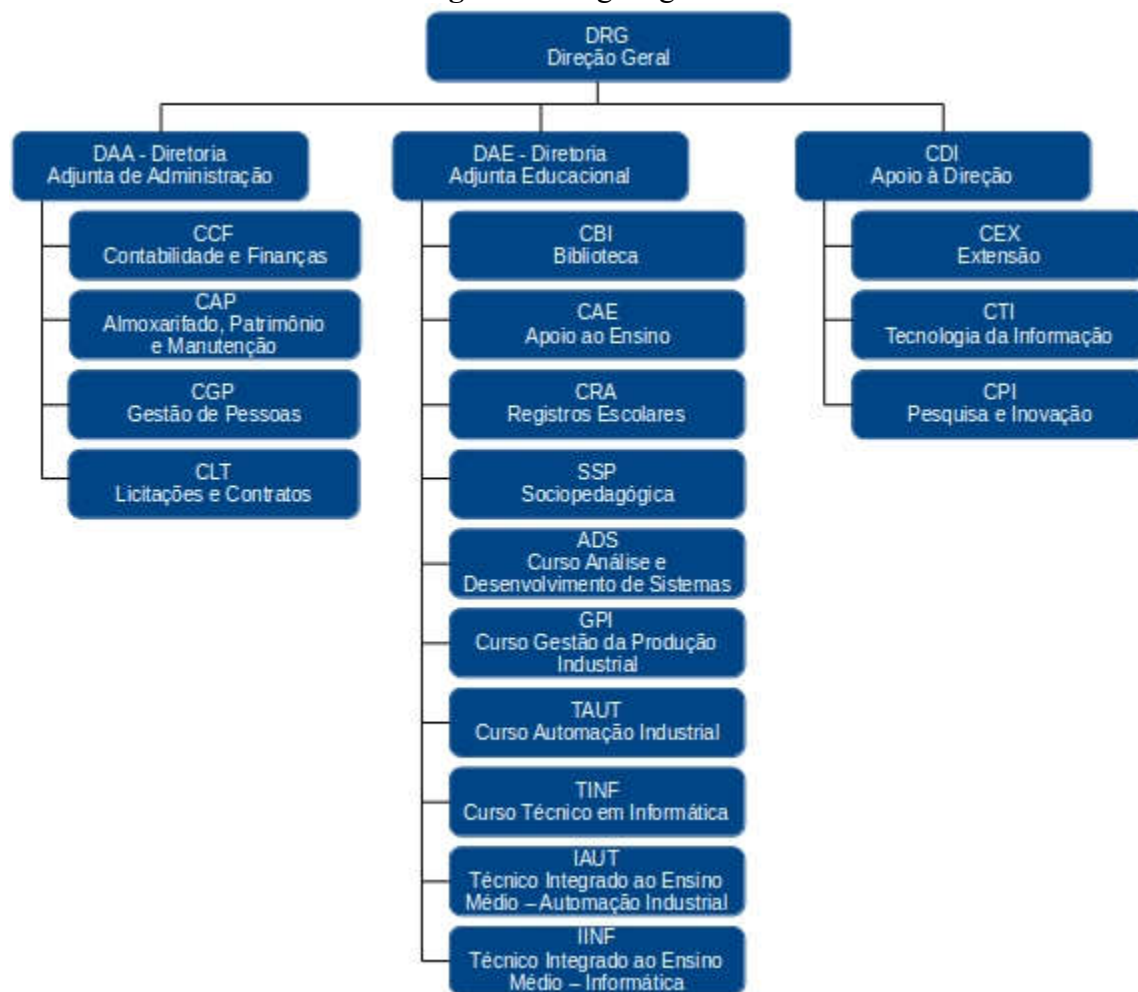 DRG
Direção Geral
DAA - Diretoria
Adjunta de Administração
CCF
Contabilidade e Finanças
CAP
Almoxarifado, Patrimônio
e Manutenção
CGP
Gestão de Pessoas
CLT
Licitações e Contratos
DAE - Diretoria
Adjunta Educacional
CBI
Biblioteca
CAE
Apoio ao Ensino
CRA
Registros Escolares
SSP
Sociopedagógica
ADS
Curso Análise e
Desenvolvimento de Sistemas
GPI
Curso Gestão da Produção
Industrial
TAUT
Curso Automação Industrial
TINF
Curso Técnico em Informática
IAUT
Técnico Integrado ao Ensino
Médio – Automação Industrial
IINF
Técnico Integrado ao Ensino
Médio – Informática
CDI
Apoio à Direção
CEX
Extensão
CTI
Tecnologia da Informação
CPI
Pesquisa e Inovação